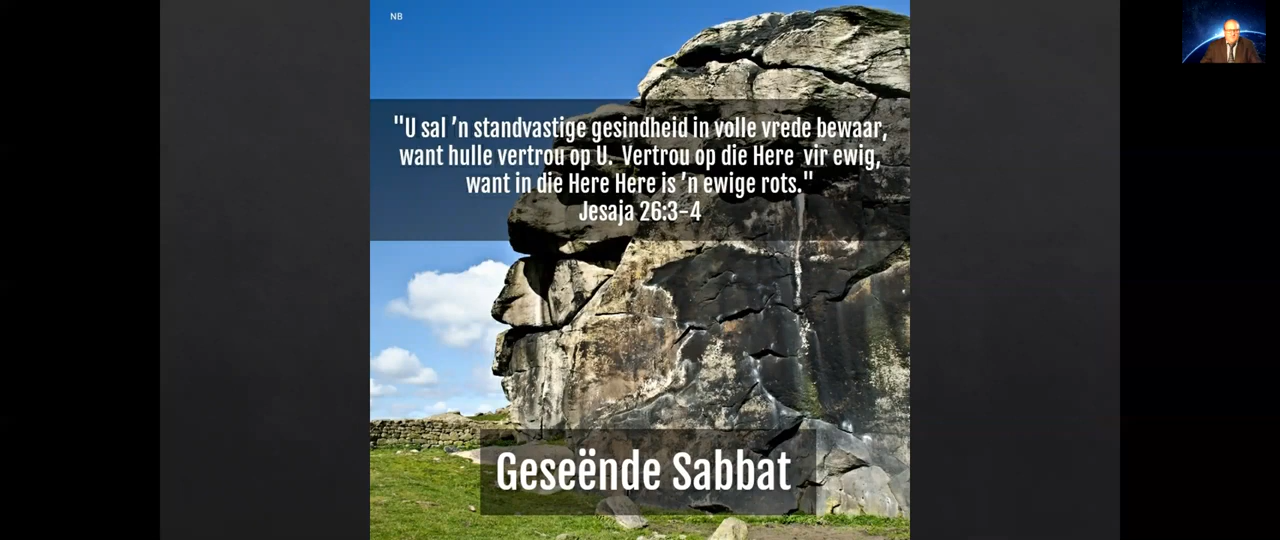 NB
"U sal ’n standvastige gesindheid in volle vrede bewaar,
want hulle vertrou op U. Vertrou op die Here vir ewig,
want in die Here Here is ’n ewige rots."
Jesaja 26:3-4
Geseënde Sabbat